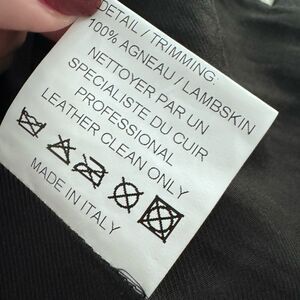 DETAIL / TRIMMING:
100% AGNEAU / LAMBSKIN
NETTOYER PAR UN
SPECIALISTE DU CUIR
PROFESSIONAL
LEATHER CLEAN ONLY
MADE IN ITALY